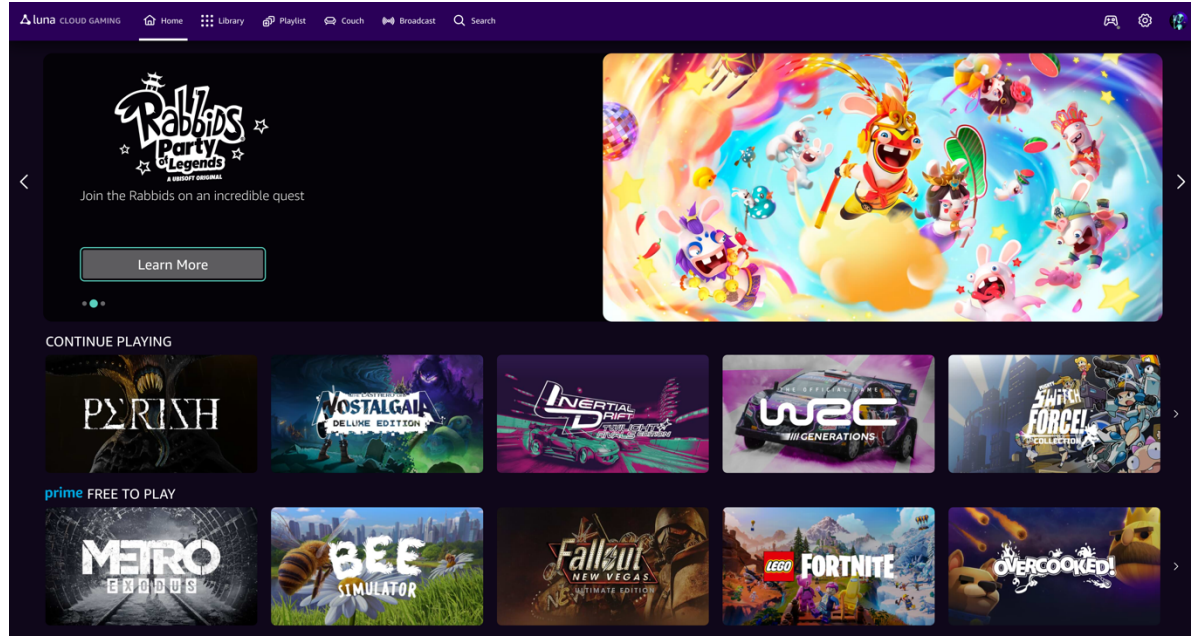 luna CLOUD GAMING
Home
Library
Playlist
Couch
Broadcast
Search
Rabbids
Party
of Legends
A UBISOFT ORIGINAL
Join the Rabbids on an incredible quest
Learn More
CONTINUE PLAYING
PERISH
NOSTALGAIA
DELUXE EDITION
INERTIAL
DRIFT
TWILIGHT
RIVALS EDITION
THE OFFICIAL GAME
WRC
GENERATIONS
MIGHTY
SWITCH
FORCE!
COLLECTION
prime FREE TO PLAY
METRO
EXODUS
BEE
SIMULATOR
Fallout
NEW VEGAS
ULTIMATE EDITION
LEGO FORTNITE
OVERCOOKED!